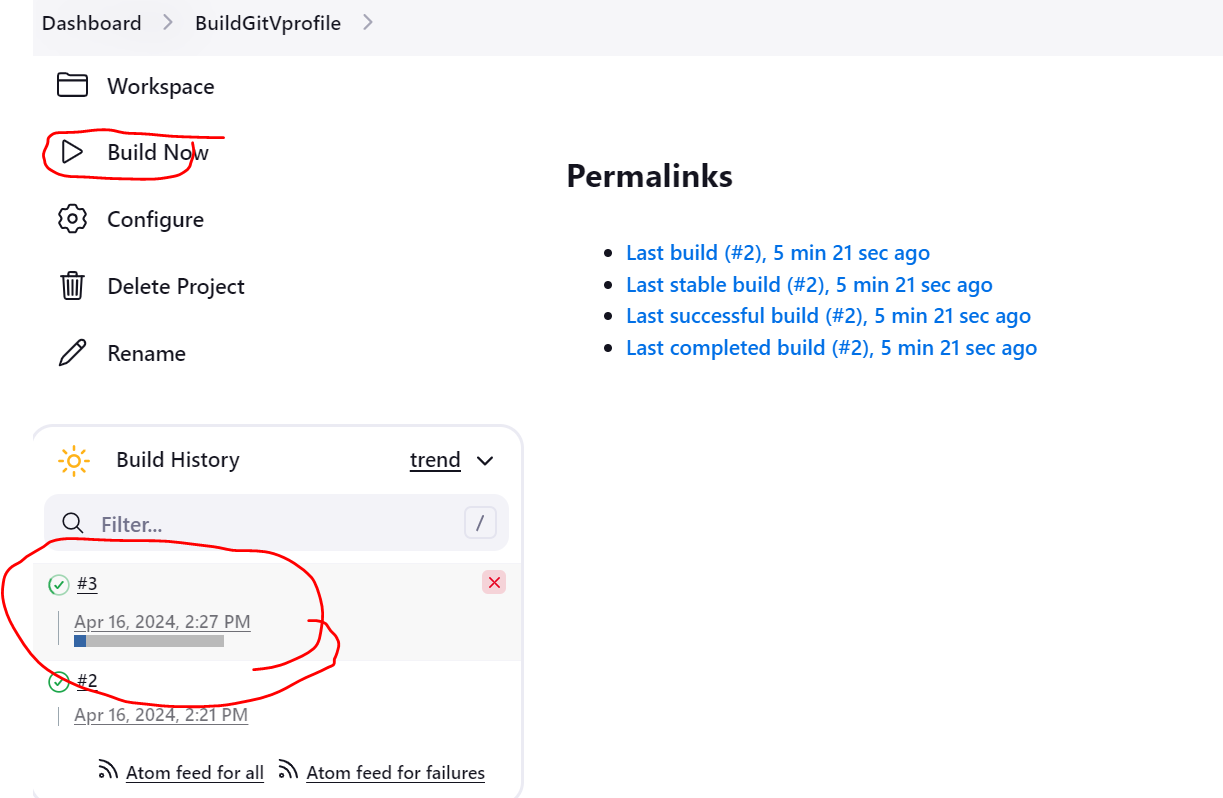 Dashboard > BuildGitVprofile >
Workspace
Build Now
Configure
Delete Project
Rename
Permalinks
Last build (#2), 5 min 21 sec ago
Last stable build (#2), 5 min 21 sec ago
Last successful build (#2), 5 min 21 sec ago
Last completed build (#2), 5 min 21 sec ago
Build History trend
Filter... /
#3
Apr 16, 2024, 2:27 PM
#2
Apr 16, 2024, 2:21 PM
Atom feed for all Atom feed for failures